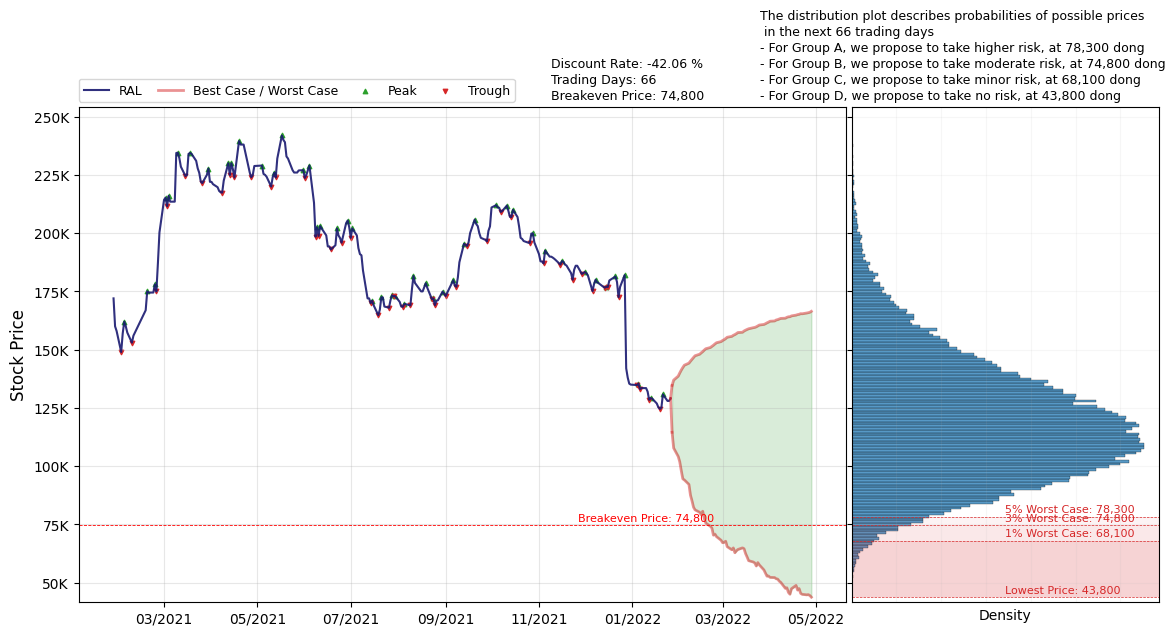 The distribution plot describes probabilities of possible prices
in the next 66 trading days
- For Group A, we propose to take higher risk, at 78,300 dong
- For Group B, we propose to take moderate risk, at 74,800 dong
- For Group C, we propose to take minor risk, at 68,100 dong
- For Group D, we propose to take no risk, at 43,800 dong
Discount Rate: -42.06 %
Trading Days: 66
Breakeven Price: 74,800
RAL
Best Case / Worst Case
Peak
Trough
Stock Price
250K
225K
200K
175K
150K
125K
100K
75K
50K
Breakeven Price: 74,800
03/2021
05/2021
07/2021
09/2021
11/2021
01/2022
03/2022
05/2022
5% Worst Case: 78,300
3% Worst Case: 74,800
1% Worst Case: 68,100
Lowest Price: 43,800
Density